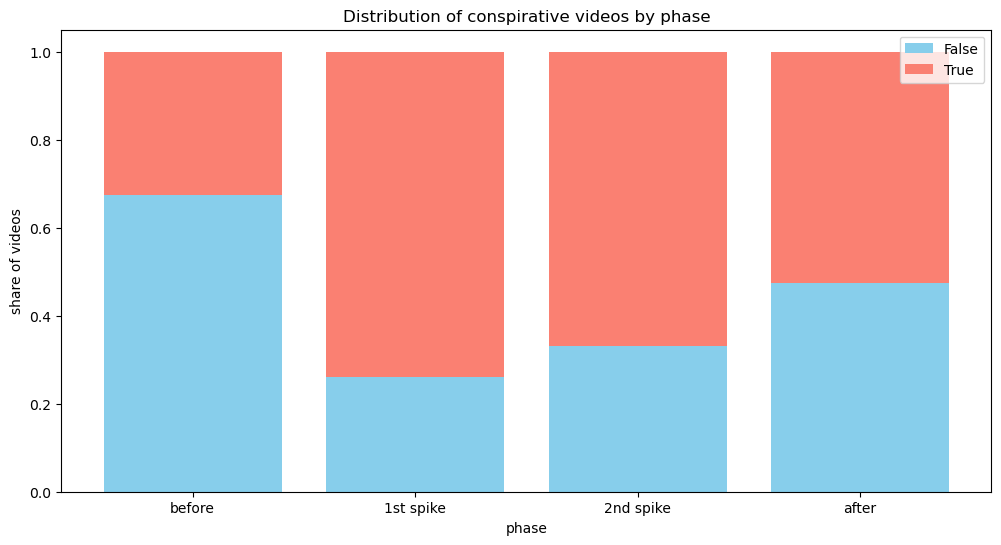 Distribution of conspirative videos by phase
False
True
1.0
0.8
0.6
0.4
0.2
0.0
share of videos
before 1st spike 2nd spike after
phase